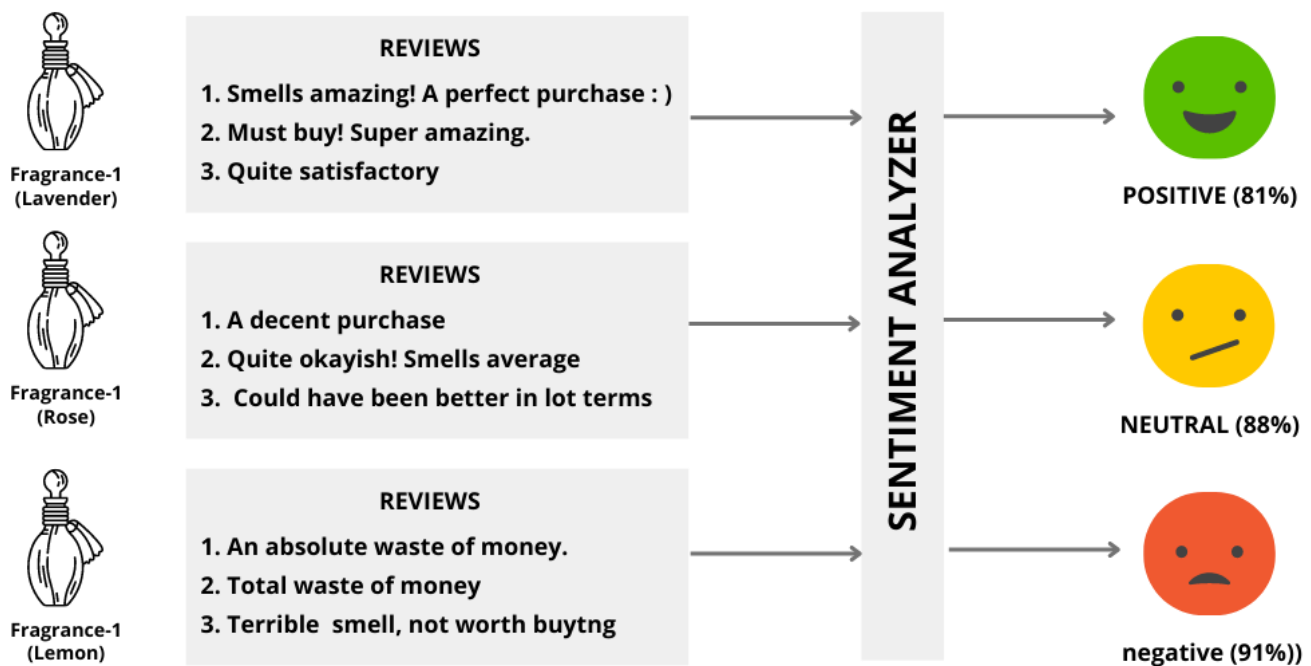 REVIEWS
1. Smells amazing! A perfect purchase : )
2. Must buy! Super amazing.
3. Quite satisfactory
Fragrance-1
(Lavender)
POSITIVE (81%)
REVIEWS
1. A decent purchase
2. Quite okayish! Smells average
3. Could have been better in lot terms
Fragrance-1
(Rose)
NEUTRAL (88%)
REVIEWS
1. An absolute waste of money.
2. Total waste of money
3. Terrible smell, not worth buytng
Fragrance-1
(Lemon)
negative (91%))
SENTIMENT ANALYZER